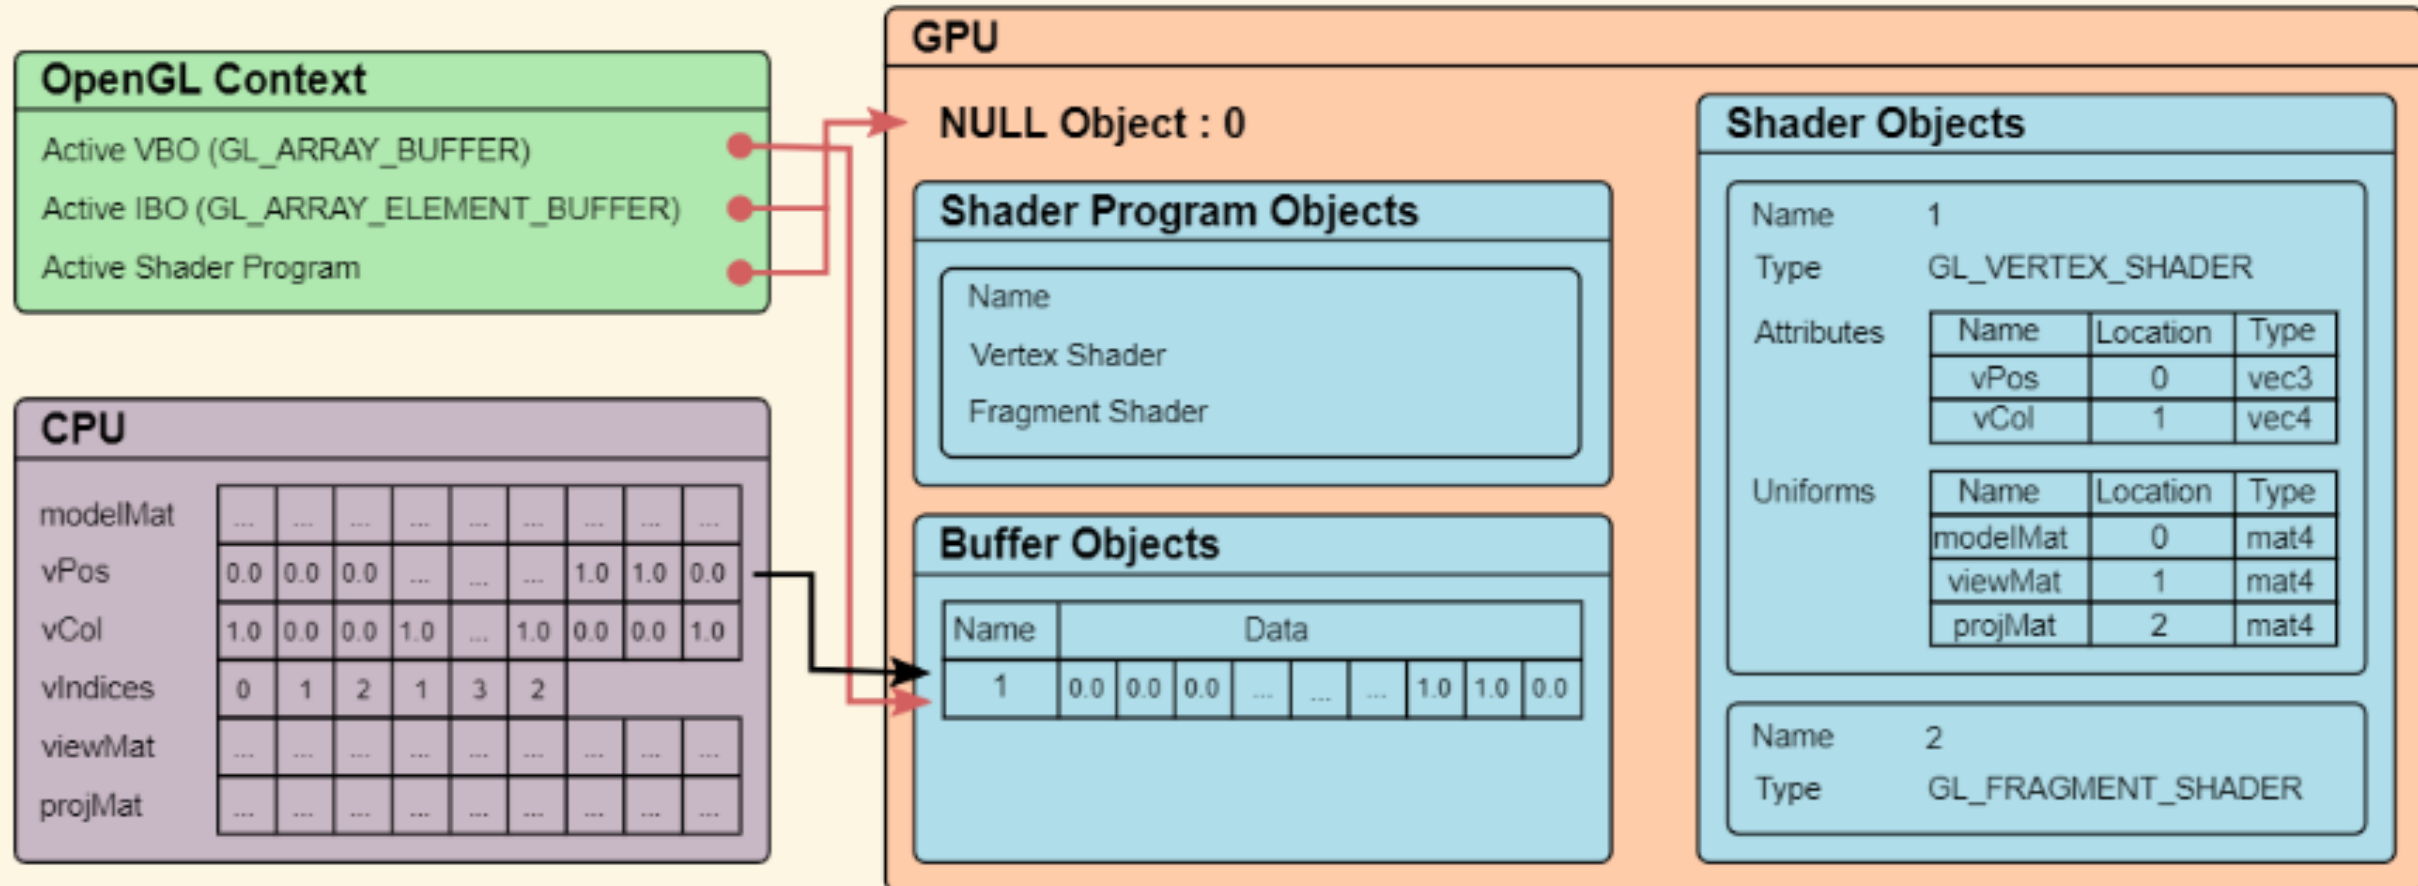 OpenGL Context
Active VBO (GL_ARRAY_BUFFER)
Active IBO (GL_ARRAY_ELEMENT_BUFFER)
Active Shader Program
CPU
modelMat ... ... ... ... ... ... ... ... ...
vPos 0.0 0.0 0.0 ... ... ... 1.0 1.0 0.0
vCol 1.0 0.0 0.0 1.0 ... 1.0 0.0 0.0 1.0
vIndices 0 1 2 1 3 2
viewMat ... ... ... ... ... ... ... ... ...
projMat ... ... ... ... ... ... ... ... ...
GPU
NULL Object : 0
Shader Program Objects
Name
Vertex Shader
Fragment Shader
Buffer Objects
Name Data
1 0.0 0.0 0.0 ... ... ... 1.0 1.0 0.0
Shader Objects
Name 1
Type GL_VERTEX_SHADER
Attributes Name Location Type
vPos 0 vec3
vCol 1 vec4
Uniforms Name Location Type
modelMat 0 mat4
viewMat 1 mat4
projMat 2 mat4
Name 2
Type GL_FRAGMENT_SHADER